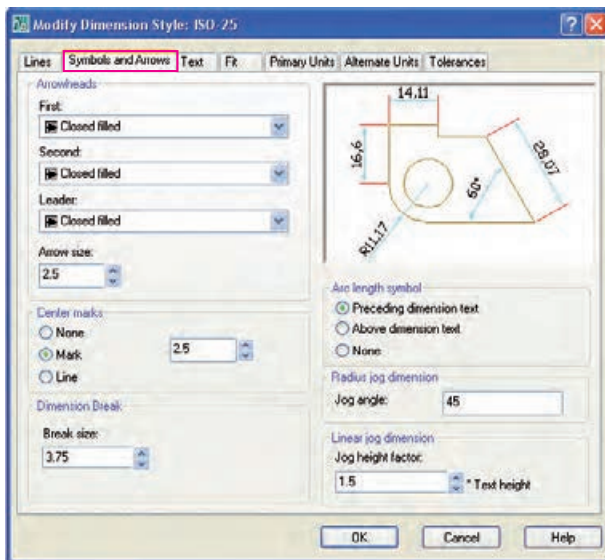 Modify Dimension Style: ISO-25
Lines
Symbols and Arrows
Text
Fit
Primary Units
Alternate Units
Tolerances
Arrowheads
First:
Closed filled
Second:
Closed filled
Leader:
Closed filled
Arrow size:
2.5
Center marks
None
Mark
2.5
Line
Dimension Break
Break size:
3.75
14,11
16,6
28,07
60°
R11,17
Arc length symbol
Preceding dimension text
Above dimension text
None
Radius jog dimension
Jog angle:
45
Linear jog dimension
Jog height factor:
1.5
* Text height
OK
Cancel
Help